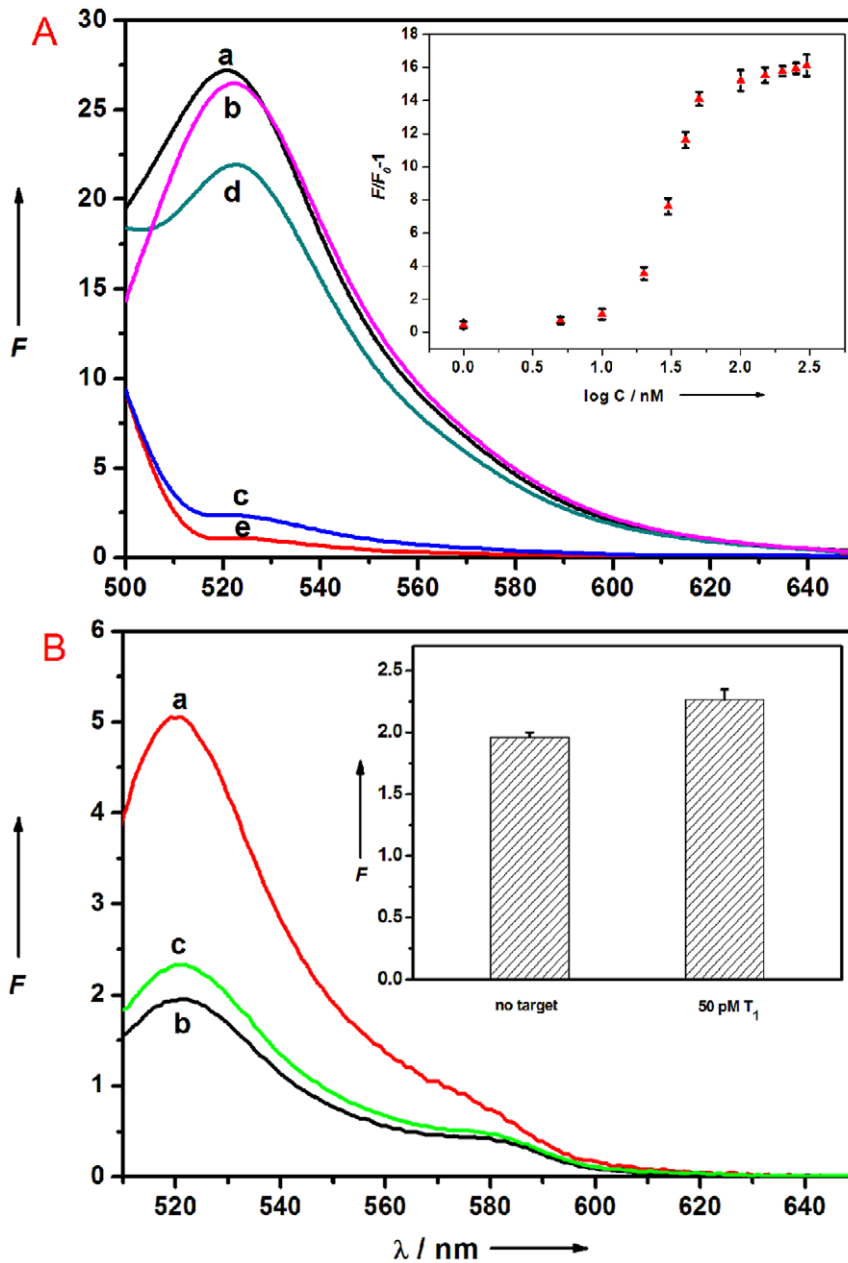 A
30
25
20
15
10
5
0
F
a
b
d
c
e
500 520 540 560 580 600 620 640
18
16
14
12
10
8
6
4
2
0
F/F0-1
0.0 0.5 1.0 1.5 2.0 2.5
log C / nM
B
6
5
4
3
2
1
0
F
a
c
b
520 540 560 580 600 620 640
λ / nm
2.5
2.0
1.5
1.0
0.5
0.0
F
no target 50 pM T1